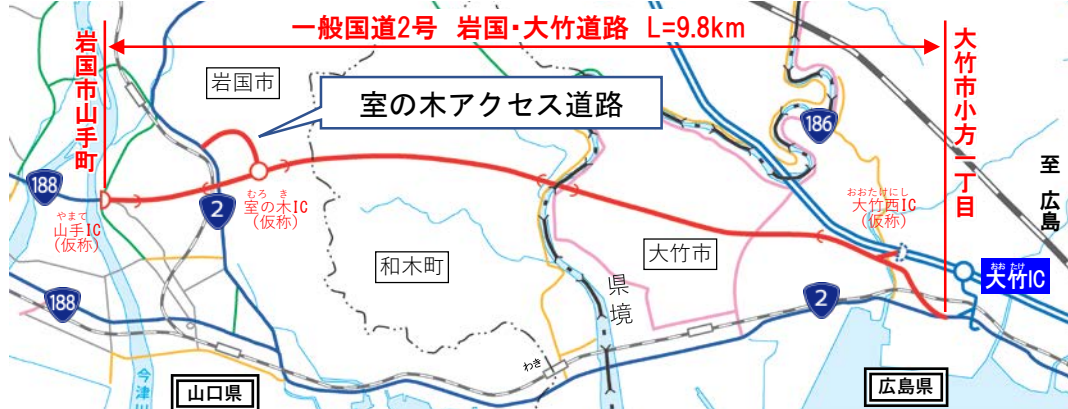 一般国道2号 岩国・大竹道路 L=9.8km
岩国市山手町
大竹市小方一丁目
岩国市
室の木アクセス道路
186
至 広島
188
2
むろ き
室の木IC
(仮称)
やまて
山手IC
(仮称)
おおたけにし
大竹西IC
(仮称)
和木町
大竹市
県境
おお たけ
大竹IC
188
2
わき
今津
山口県
広島県